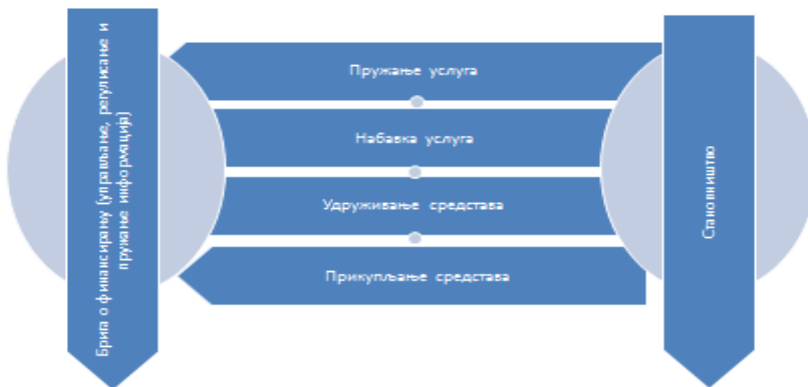 Брига о финансирању (управљање, регулисање и
пружање информација)
Пружање услуга
Набавка услуга
Удруживање средстава
Прикупљање средстава
Становништво